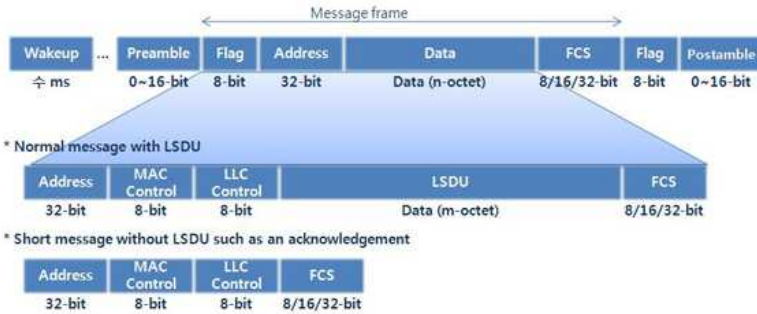 Message frame
Wakeup ... Preamble Flag Address Data FCS Flag Postamble
수 ms 0~16-bit 8-bit 32-bit Data (n-octet) 8/16/32-bit 8-bit 0~16-bit
* Normal message with LSDU
Address MAC Control LLC Control LSDU FCS
32-bit 8-bit 8-bit Data (m-octet) 8/16/32-bit
* Short message without LSDU such as an acknowledgement
Address MAC Control LLC Control FCS
32-bit 8-bit 8-bit 8/16/32-bit